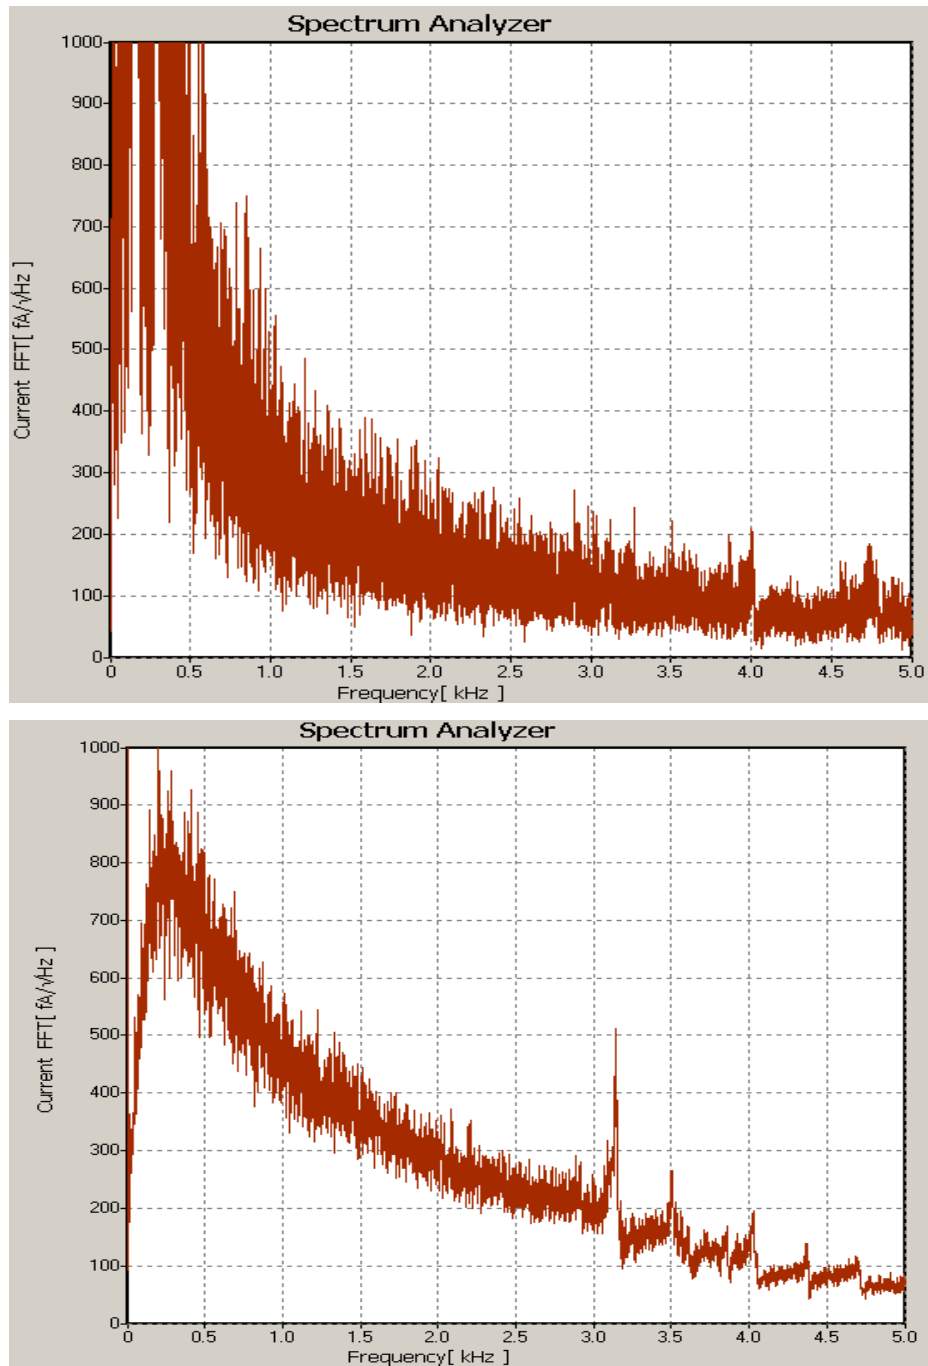 Spectrum Analyzer
1000
900
800
700
600
500
400
300
200
100
0
Current FFT[ fA/√Hz ]
0 0.5 1.0 1.5 2.0 2.5 3.0 3.5 4.0 4.5 5.0
Frequency[ kHz ]
Spectrum Analyzer
1000
900
800
700
600
500
400
300
200
100
0
Current FFT[ fA/√Hz ]
0 0.5 1.0 1.5 2.0 2.5 3.0 3.5 4.0 4.5 5.0
Frequency[ kHz ]